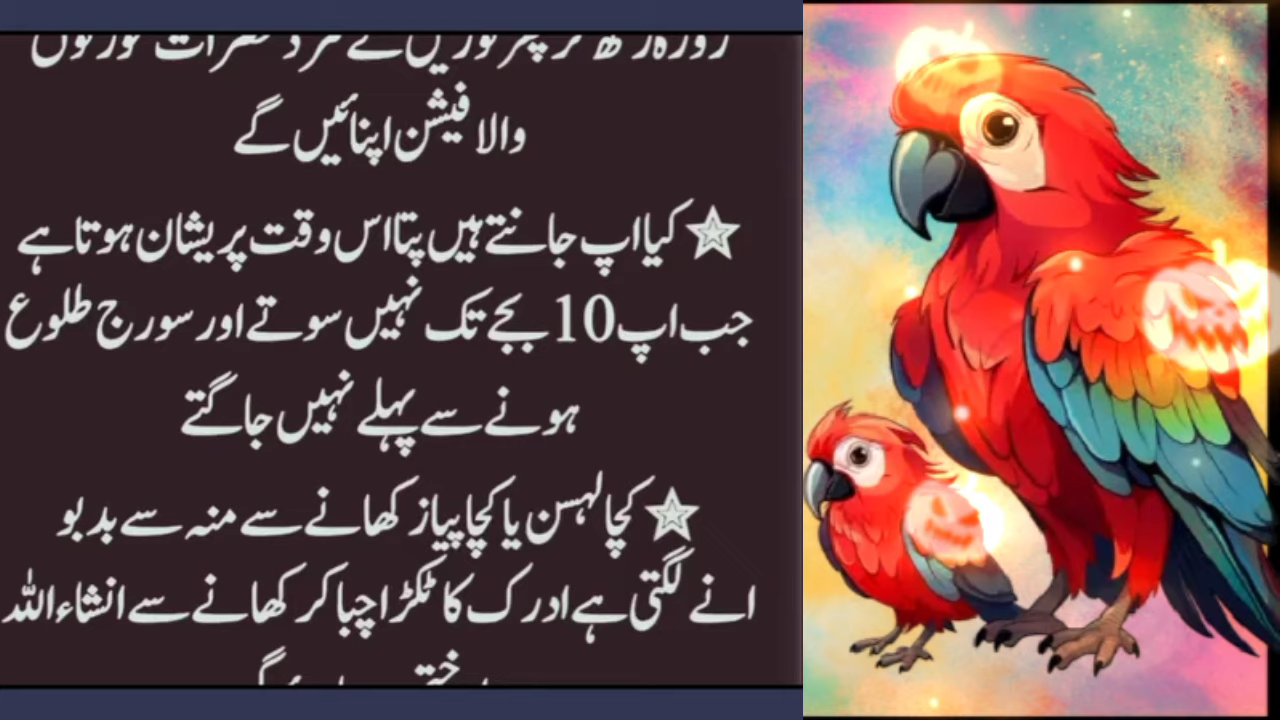 والا فیشن اپنائیں گے
☆ کیا اپ جانتے ہیں پتا اس وقت پریشان ہوتا ہے
جب اپ 10 بجے تک نہیں سوتے اور سورج طلوع
ہونے سے پہلے نہیں جاگتے
☆ کچا لہسن یا کچا پیاز کھانے سے منہ سے بدبو
انے لگتی ہے ادرک کا ٹکڑا چبا کر کھانے سے انشاءاللہ